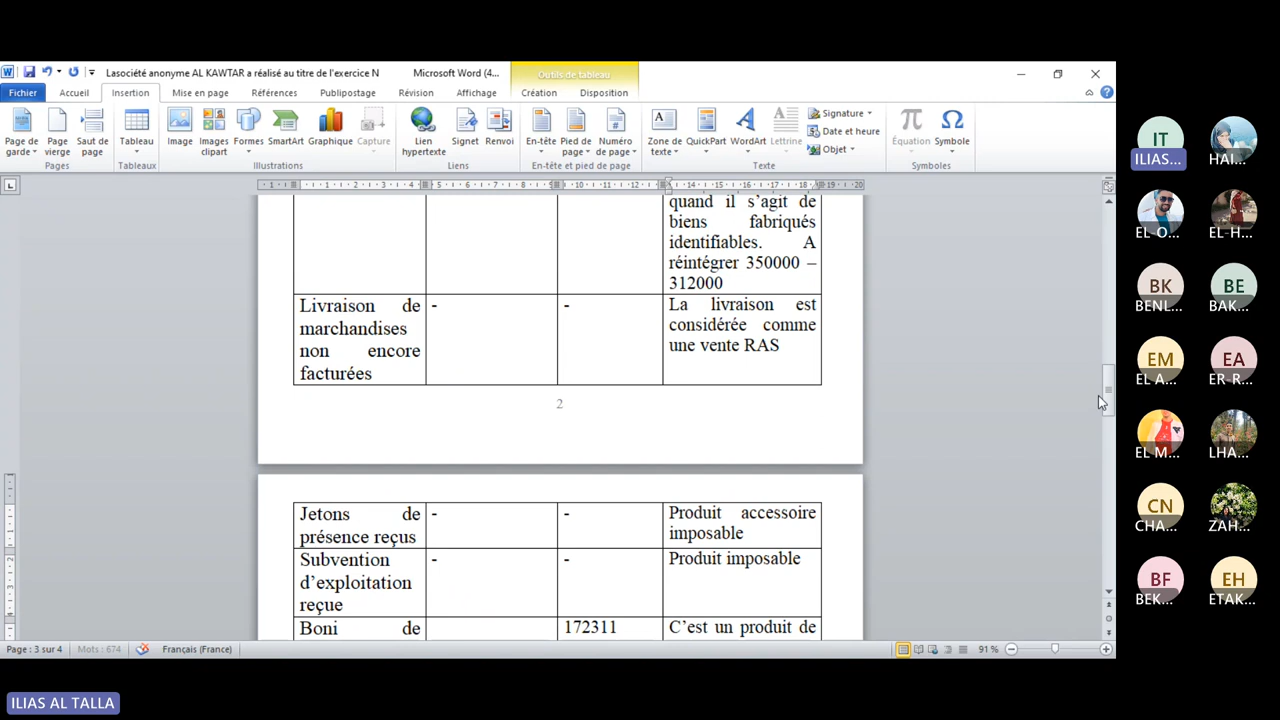 Lasociété anonyme AL KAWTAR a réalisé au titre de l'exercice N
Microsoft Word (4...
Outils de tableau
Fichier
Accueil
Insertion
Mise en page
Références
Publipostage
Révision
Affichage
Création
Disposition
Page de garde
Page vierge
Saut de page
Tableau
Image
Images clipart
Formes
SmartArt
Graphique
Capture
Lien hypertexte
Signet
Renvoi
En-tête
Pied de page
Numéro de page
Zone de texte
QuickPart
WordArt
Lettrine
Signature
Date et heure
Objet
Équation
Symbole
Pages
Tableaux
Illustrations
Liens
En-tête et pied de page
Texte
Symboles
quand il s’agit de
biens fabriqués
identifiables. A
réintégrer 350000 –
312000
Livraison de
marchandises
non encore
facturées
-
-
La livraison est
considérée comme
une vente RAS
2
Jetons de
présence reçus
-
-
Produit accessoire
imposable
Subvention
d’exploitation
reçue
-
-
Produit imposable
Boni de
172311
C’est un produit de
Page : 3 sur 4
Mots : 674
Français (France)
91 %
IT
ILIAS...
HAI...
EL-O...
EL-H...
BK
BENL...
BE
BAK...
EM
EL A...
EA
ER-R...
EL M...
LHA...
CN
CHA...
ZAH...
BF
BEK...
EH
ETAK...
ILIAS AL TALLA